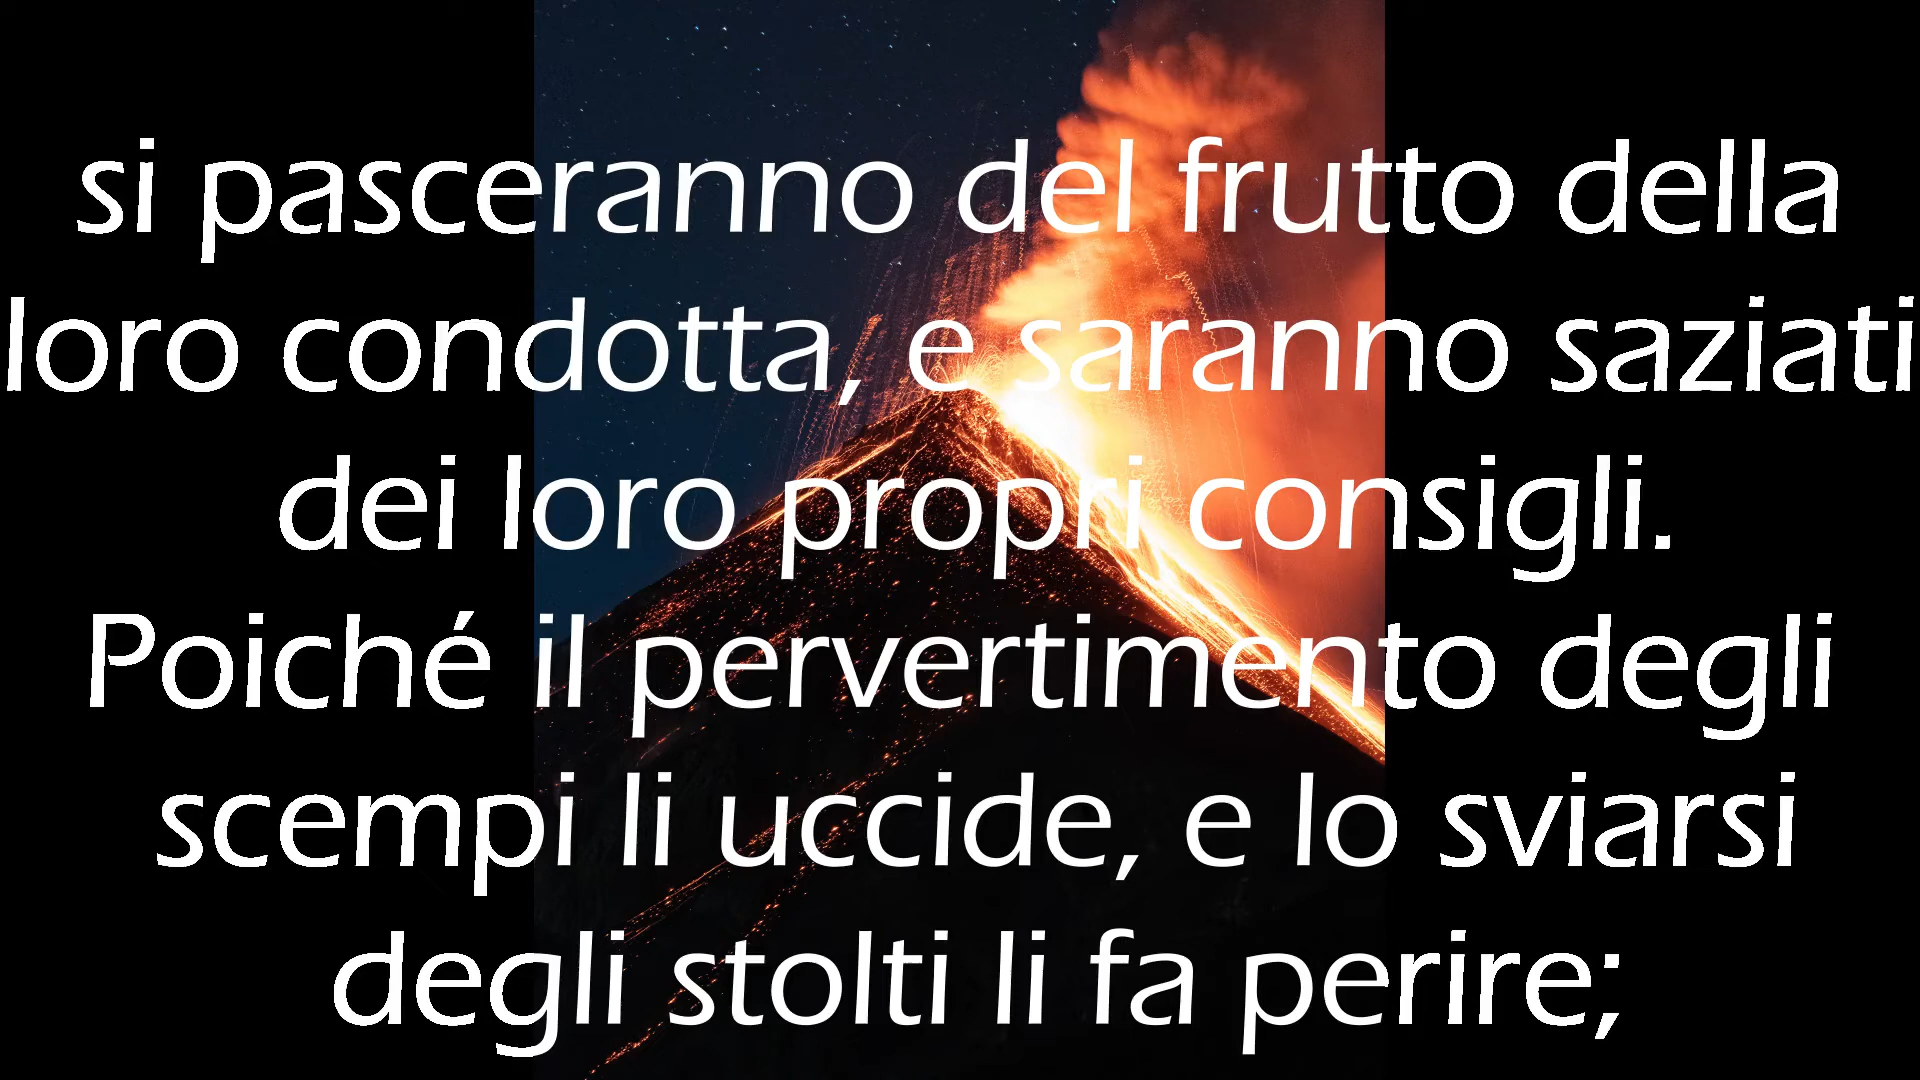 si pasceranno del frutto della
loro condotta, e saranno saziati
dei loro propri consigli.
Poiché il pervertimento degli
scempi li uccide, e lo sviarsi
degli stolti li fa perire;